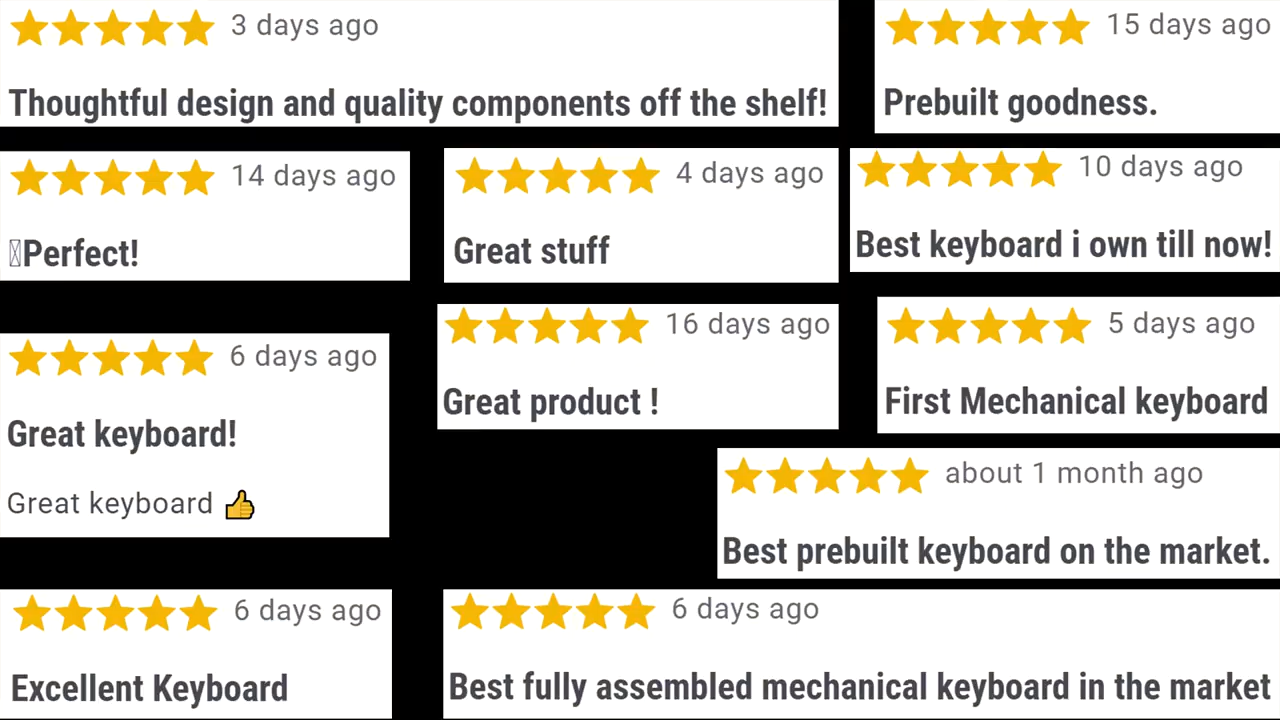 3 days ago
Thoughtful design and quality components off the shelf!
15 days ago
Prebuilt goodness.
14 days ago
Perfect!
4 days ago
Great stuff
10 days ago
Best keyboard i own till now!
6 days ago
Great keyboard!
Great keyboard 👍
16 days ago
Great product !
5 days ago
First Mechanical keyboard
about 1 month ago
Best prebuilt keyboard on the market.
6 days ago
Excellent Keyboard
6 days ago
Best fully assembled mechanical keyboard in the market